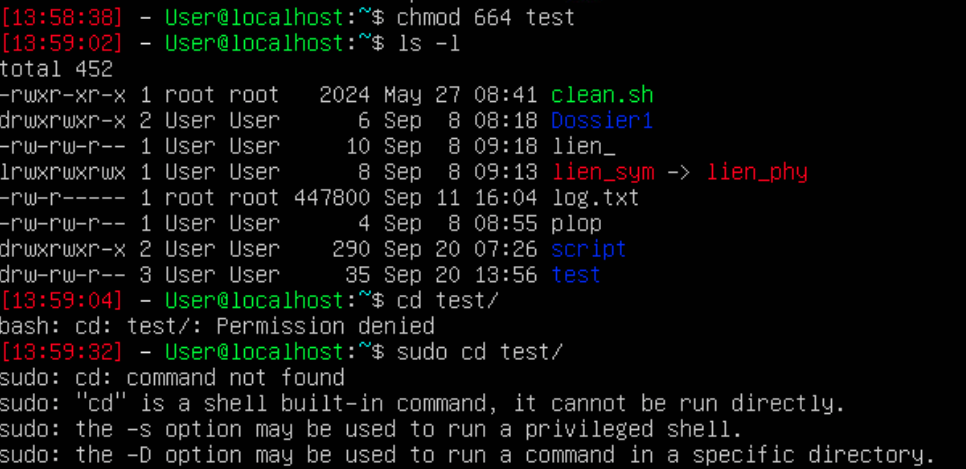 [13:58:38] - User@localhost:~$ chmod 664 test
[13:59:02] - User@localhost:~$ ls -l
total 452
-rwxr-xr-x 1 root root   2024 May 27 08:41 clean.sh
drwxrwxr-x 2 User User      6 Sep  8 08:18 Dossier1
-rw-rw-r-- 1 User User     10 Sep  8 09:18 lien_
lrwxrwxrwx 1 User User      8 Sep  8 09:13 lien_sym -> lien_phy
-rw-r----- 1 root root 447800 Sep 11 16:04 log.txt
-rw-rw-r-- 1 User User      4 Sep  8 08:55 plop
drwxrwxr-x 2 User User    290 Sep 20 07:26 script
drw-rw-r-- 3 User User     35 Sep 20 13:56 test
[13:59:04] - User@localhost:~$ cd test/
bash: cd: test/: Permission denied
[13:59:32] - User@localhost:~$ sudo cd test/
sudo: cd: command not found
sudo: "cd" is a shell built-in command, it cannot be run directly.
sudo: the -s option may be used to run a privileged shell.
sudo: the -D option may be used to run a command in a specific directory.